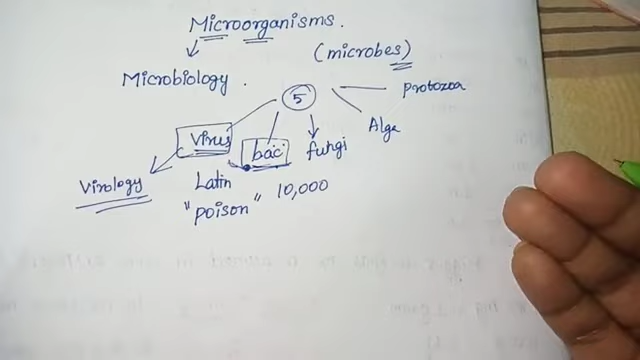 Microorganisms.
(microbes)
Microbiology.
5
Protozoa
Alge
Virus
bac:
fungi
Virology
Latin
"poison"
10,000